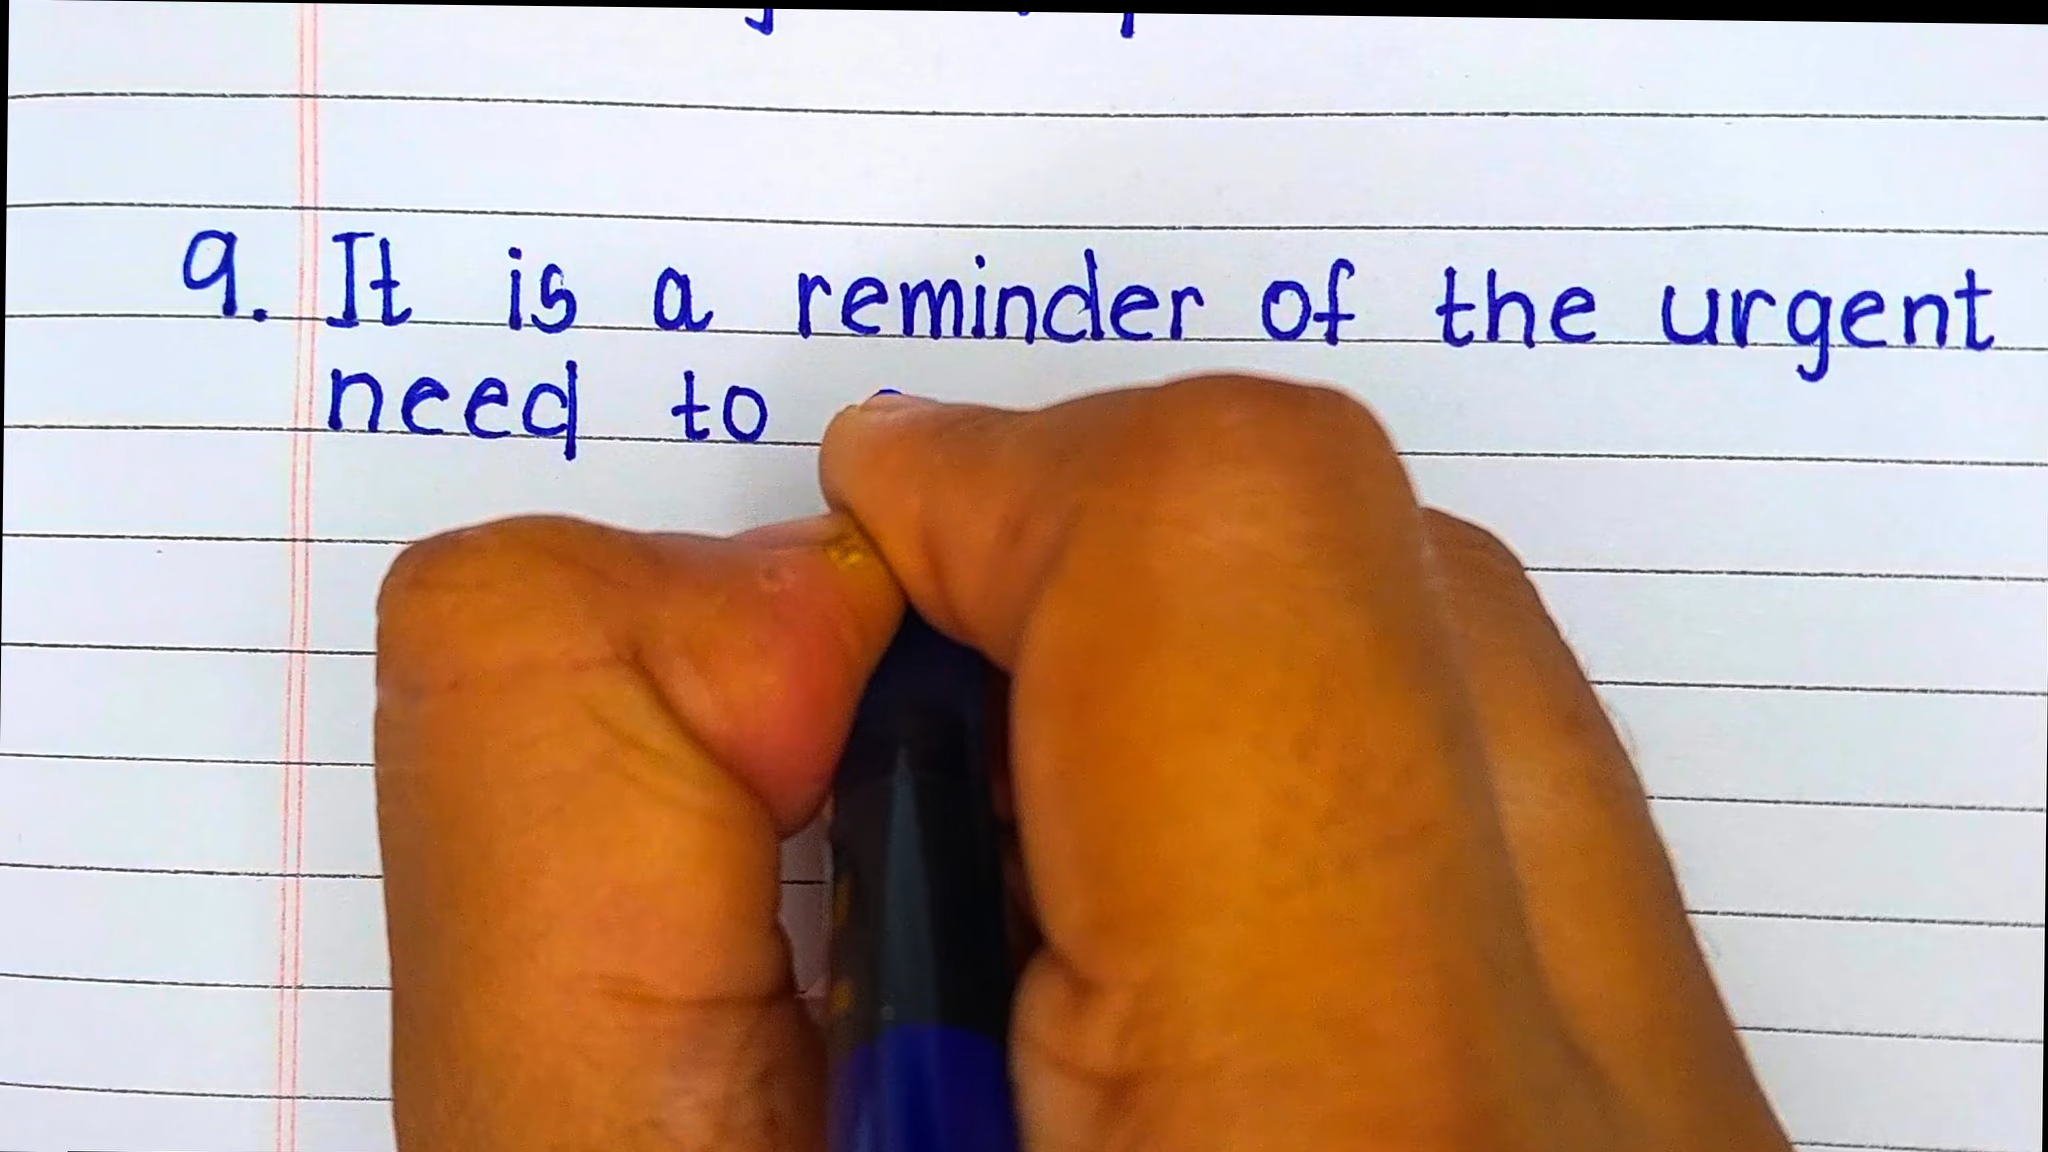 9. It is a reminder of the urgent
need to